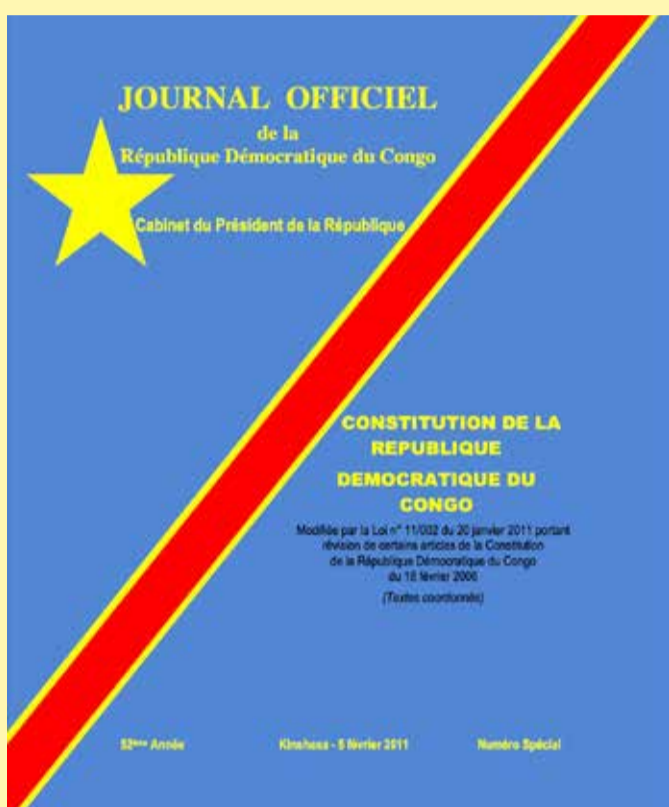 JOURNAL OFFICIEL
de la
République Démocratique du Congo
Cabinet du Président de la République
CONSTITUTION DE LA
REPUBLIQUE
DEMOCRATIQUE DU
CONGO
Modifiée par la Loi n° 11/002 du 20 janvier 2011 portant
révision de certains articles de la Constitution
de la République Démocratique du Congo
du 18 février 2006
(Textes coordonnés)
52ème Année Kinshasa - 5 février 2011 Numéro Spécial